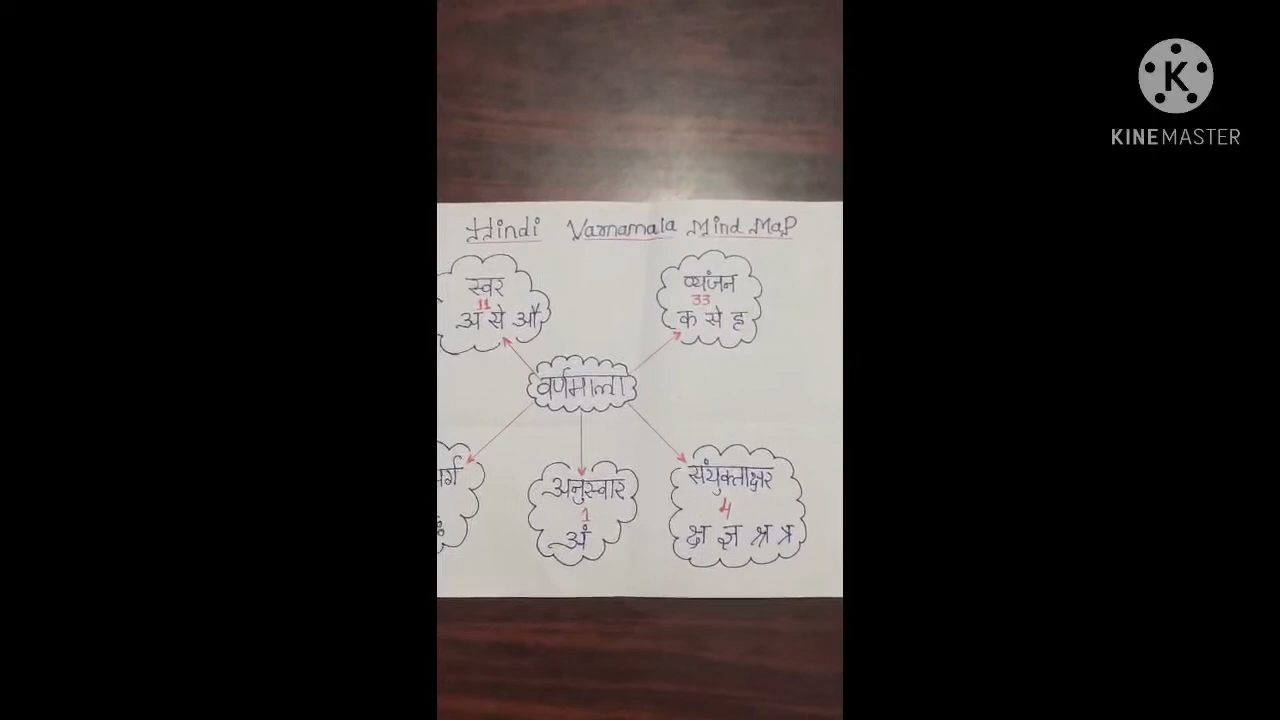 Hindi Varnamala Mind Map
स्वर
11
अ से औ
व्यंजन
33
क से ह
वर्णमाला
अनुस्वार
1
अं
संयुक्ताक्षर
4
क्ष ज्ञ श्र त्र
K
KINEMASTER